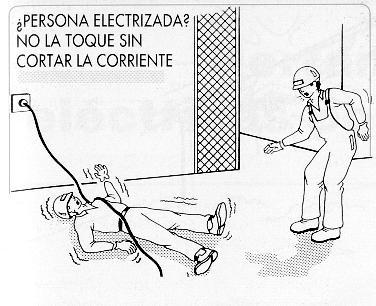 ¿PERSONA ELECTRIZADA?
NO LA TOQUE SIN
CORTAR LA CORRIENTE